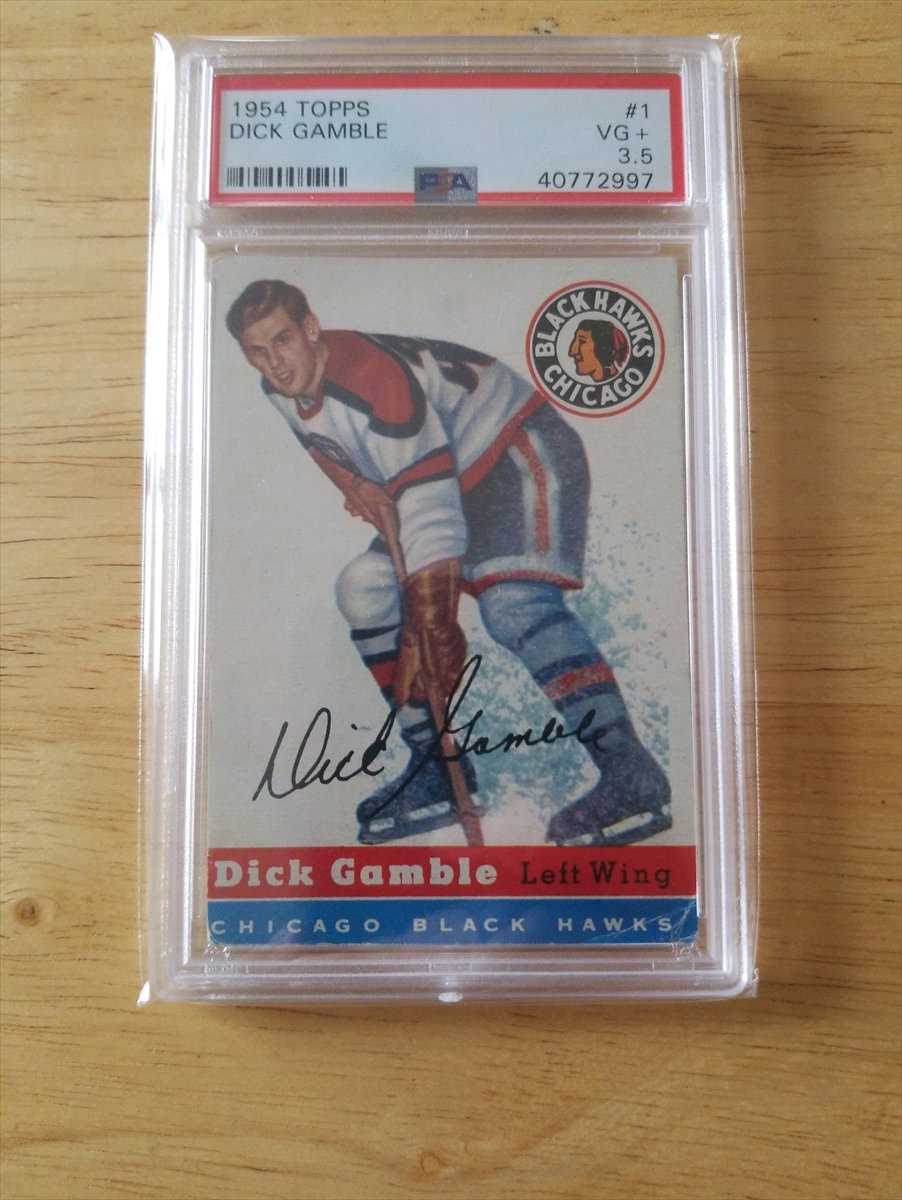 1954 TOPPS #1
DICK GAMBLE VG+
3.5
PSA 40772997
BLACK HAWKS
CHICAGO
Dick Gamble
Dick Gamble Left Wing
CHICAGO BLACK HAWKS